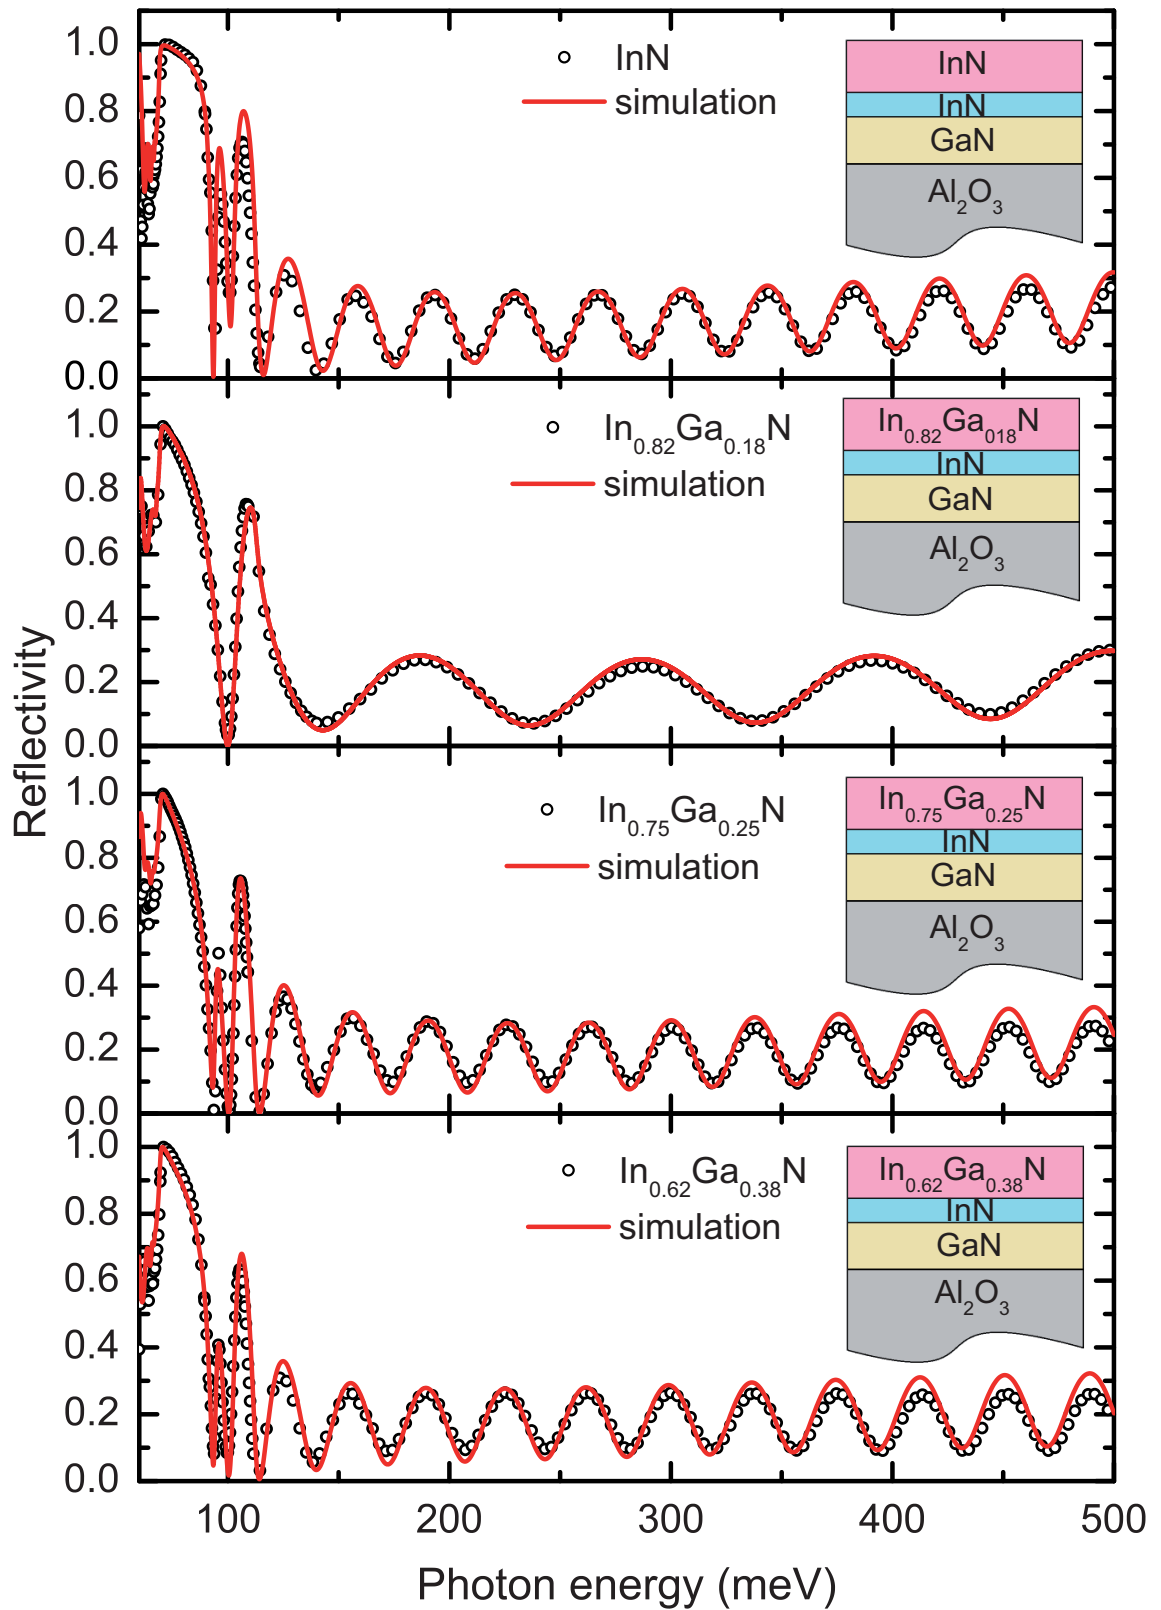 Reflectivity
1.0
0.8
0.6
0.4
0.2
0.0
InN
simulation
InN
InN
GaN
Al₂O₃
1.0
0.8
0.6
0.4
0.2
0.0
In₀.₈₂Ga₀.₁₈N
simulation
In₀.₈₂Ga₀₁₈N
InN
GaN
Al₂O₃
1.0
0.8
0.6
0.4
0.2
0.0
In₀.₇₅Ga₀.₂₅N
simulation
In₀.₇₅Ga₀.₂₅N
InN
GaN
Al₂O₃
1.0
0.8
0.6
0.4
0.2
0.0
In₀.₆₂Ga₀.₃₈N
simulation
In₀.₆₂Ga₀.₃₈N
InN
GaN
Al₂O₃
100 200 300 400 500
Photon energy (meV)